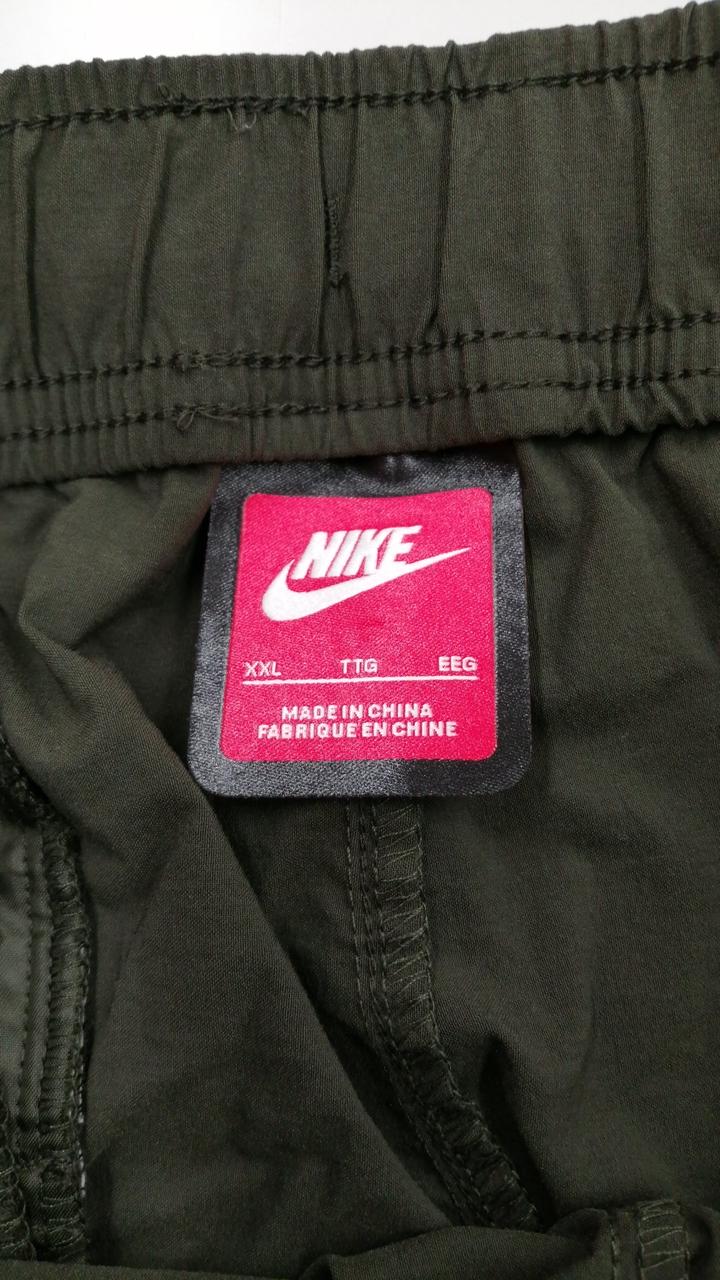 NIKE
XXL TTG EEG
MADE IN CHINA
FABRIQUE EN CHINE